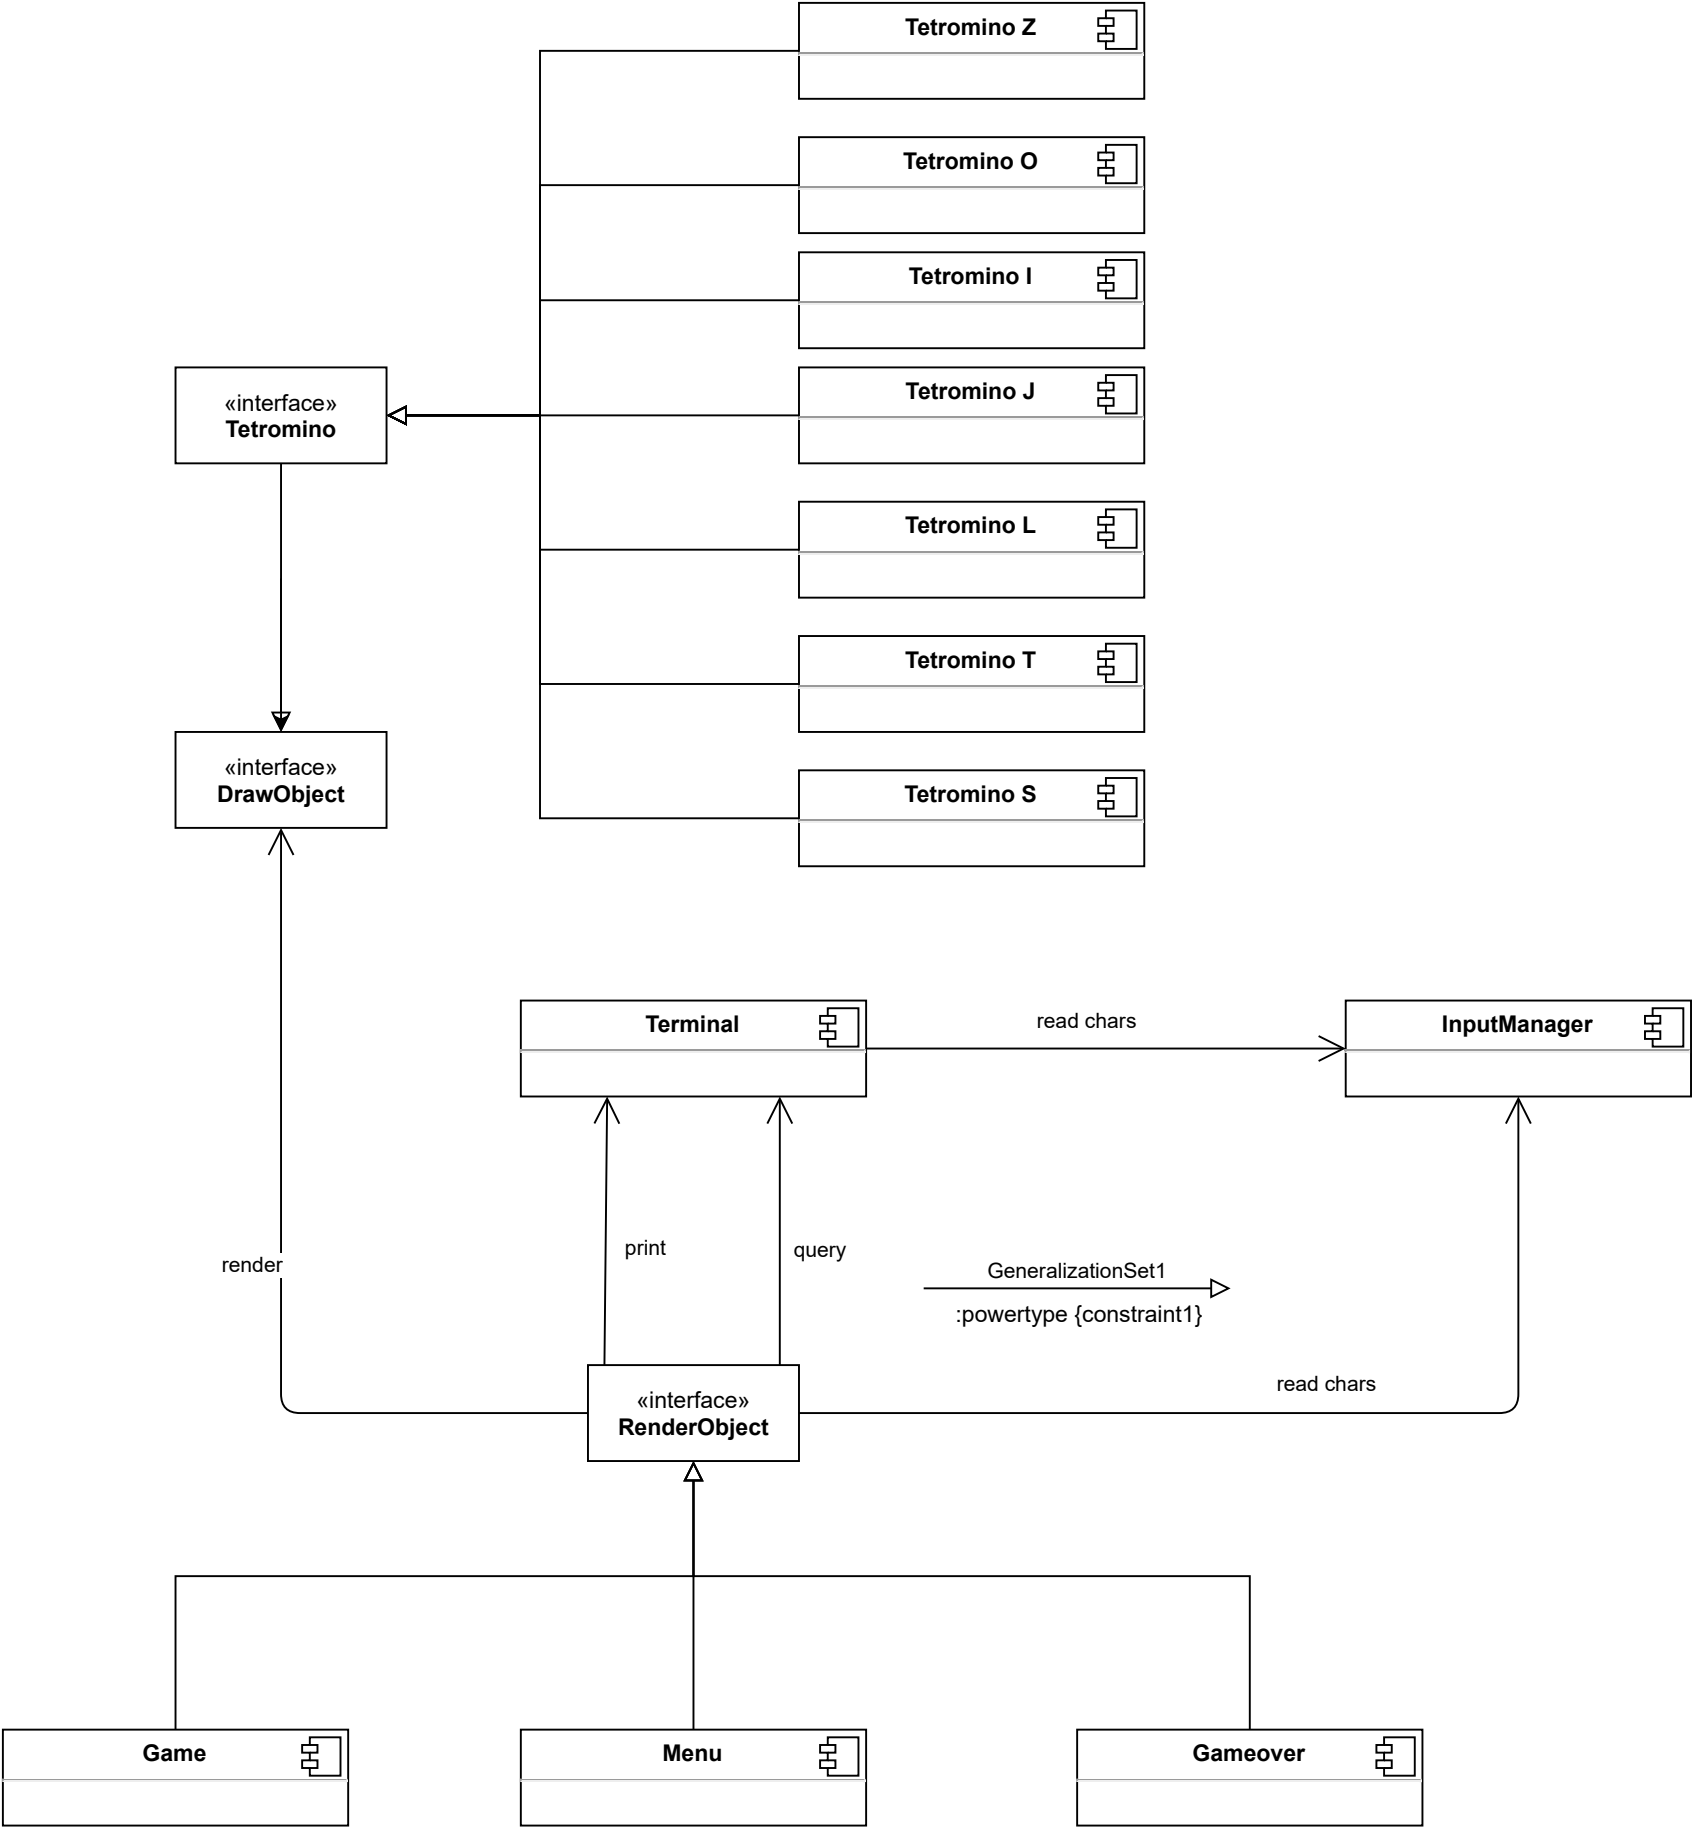 Tetromino Z
Tetromino O
Tetromino I
Tetromino J
«interface»
Tetromino
Tetromino L
Tetromino T
«interface»
DrawObject
Tetromino S
Terminal
read chars
InputManager
print
query
render
GeneralizationSet1
:powertype {constraint1}
read chars
«interface»
RenderObject
Game
Menu
Gameover